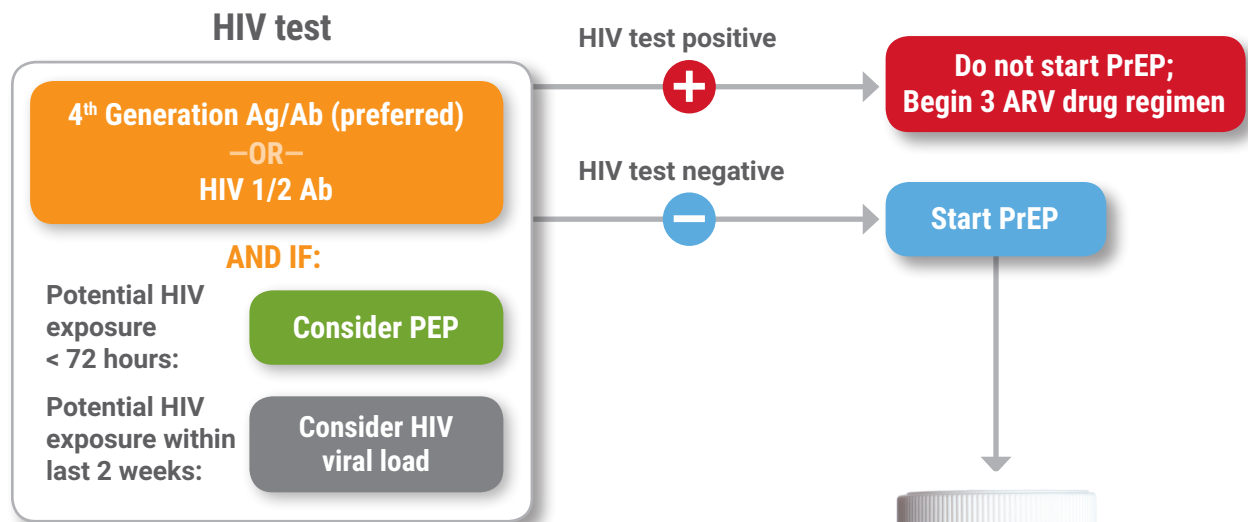 HIV test
4th Generation Ag/Ab (preferred)
—OR—
HIV 1/2 Ab
AND IF:
Potential HIV
exposure
< 72 hours:
Consider PEP
Potential HIV
exposure within
last 2 weeks:
Consider HIV
viral load
HIV test positive
+
Do not start PrEP;
Begin 3 ARV drug regimen
HIV test negative
−
Start PrEP